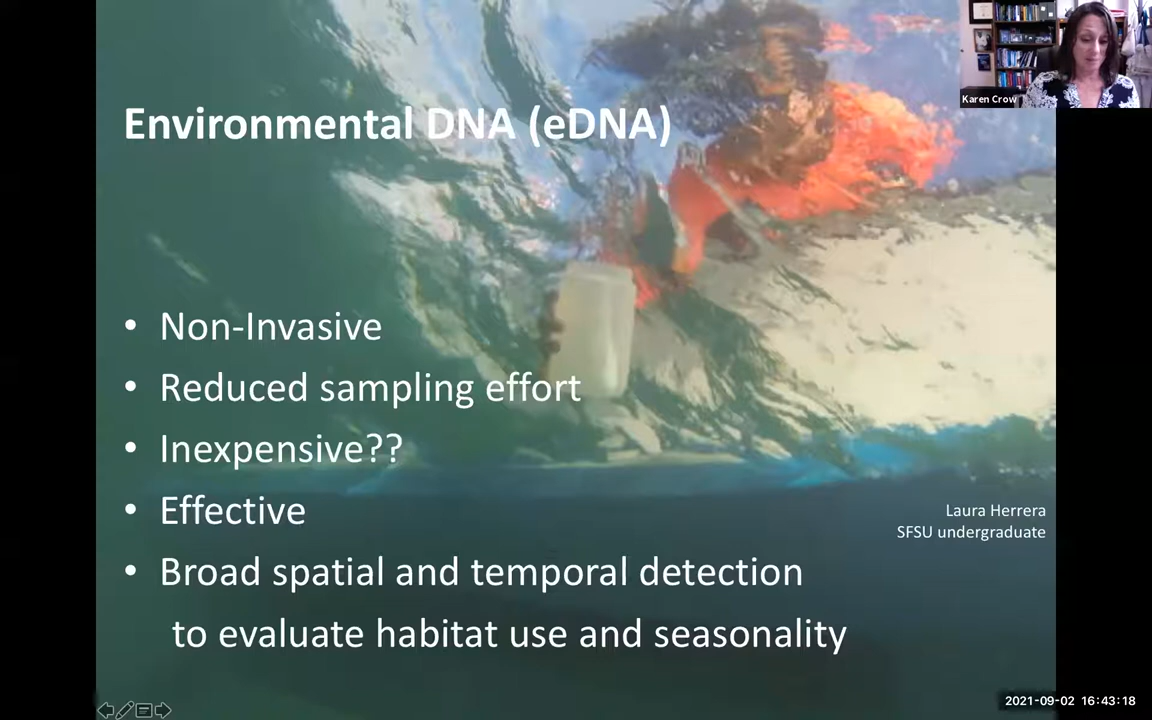 Karen Crow
Environmental DNA (eDNA)
• Non-Invasive
• Reduced sampling effort
• Inexpensive??
• Effective
Laura Herrera
SFSU undergraduate
• Broad spatial and temporal detection
to evaluate habitat use and seasonality
2021-09-02 16:43:18